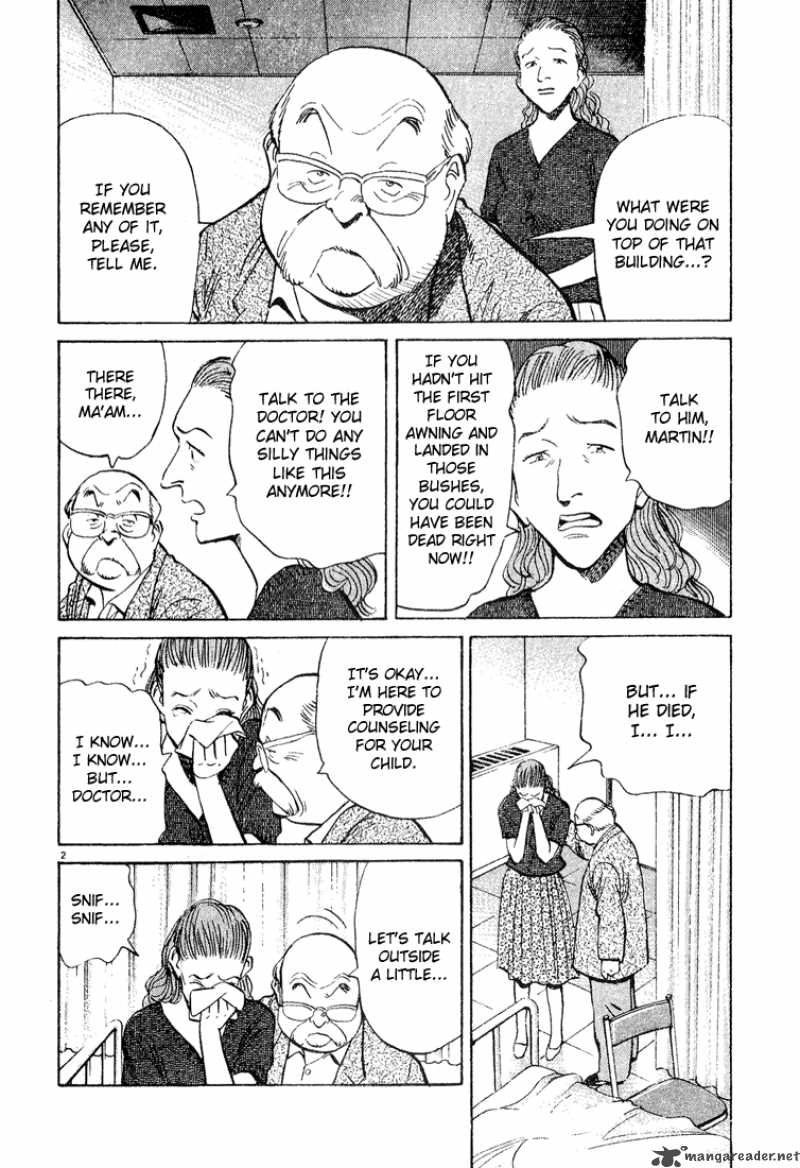 WHAT WERE
YOU DOING ON
TOP OF THAT
BUILDING...?
IF YOU
REMEMBER
ANY OF IT,
PLEASE,
TELL ME.
TALK
TO HIM,
MARTIN!!
IF YOU
HADN'T HIT
THE FIRST
FLOOR
AWNING AND
LANDED IN
THOSE
BUSHES,
YOU COULD
HAVE BEEN
DEAD RIGHT
NOW!!
TALK TO THE
DOCTOR! YOU
CAN'T DO ANY
SILLY THINGS
LIKE THIS
ANYMORE!!
THERE
THERE,
MA'AM...
BUT... IF
HE DIED,
I... I...
IT'S OKAY...
I'M HERE TO
PROVIDE
COUNSELING
FOR YOUR
CHILD.
I KNOW...
I KNOW...
BUT...
DOCTOR...
2
LET'S TALK
OUTSIDE
A LITTLE...
SNIF...
SNIF...
mangareader.net